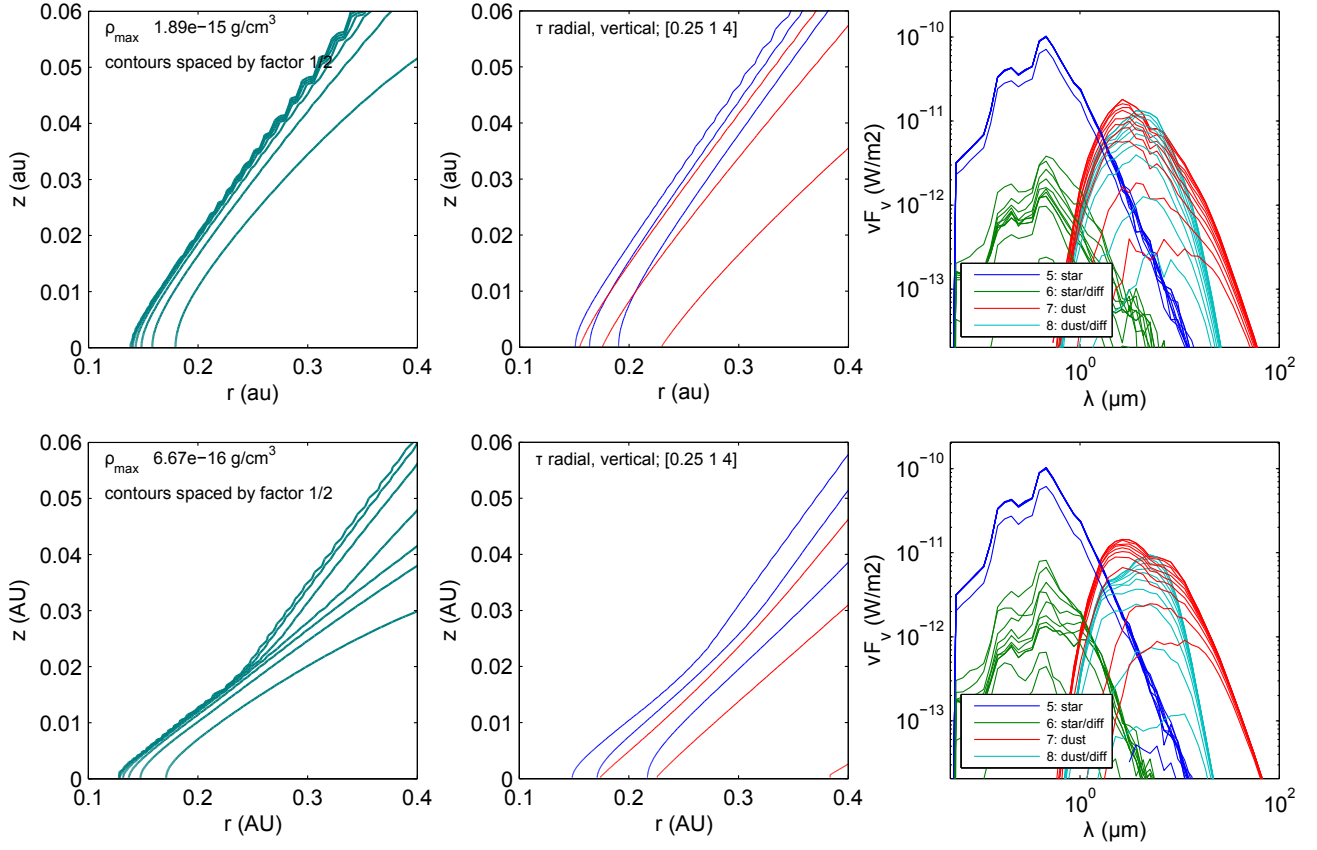 0.06
0.05
0.04
0.03
0.02
0.01
0
ρmax 1.89e−15 g/cm³
contours spaced by factor 1/2
z (au)
0.1 0.2 0.3 0.4
r (au)
0.06
0.05
0.04
0.03
0.02
0.01
0
τ radial, vertical; [0.25 1 4]
z (au)
0.1 0.2 0.3 0.4
r (au)
10⁻¹⁰
10⁻¹¹
10⁻¹²
10⁻¹³
νFν (W/m2)
5: star
6: star/diff
7: dust
8: dust/diff
10⁰ 10²
λ (μm)
0.06
0.05
0.04
0.03
0.02
0.01
0
ρmax 6.67e−16 g/cm³
contours spaced by factor 1/2
z (AU)
0.1 0.2 0.3 0.4
r (AU)
0.06
0.05
0.04
0.03
0.02
0.01
0
τ radial, vertical; [0.25 1 4]
z (AU)
0.1 0.2 0.3 0.4
r (AU)
10⁻¹⁰
10⁻¹¹
10⁻¹²
10⁻¹³
νFν (W/m2)
5: star
6: star/diff
7: dust
8: dust/diff
10⁰ 10²
λ (μm)